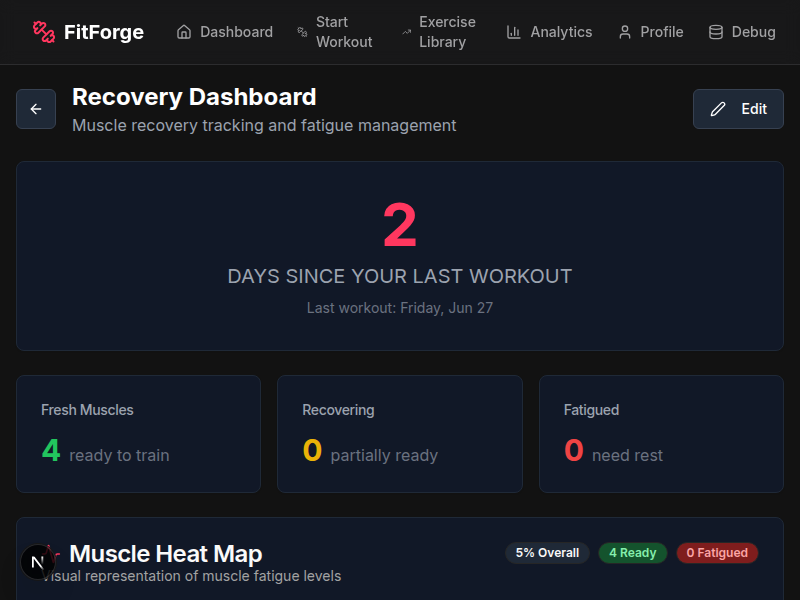 FitForge
Dashboard
Start
Workout
Exercise
Library
Analytics
Profile
Debug
Recovery Dashboard
Muscle recovery tracking and fatigue management
Edit
2
DAYS SINCE YOUR LAST WORKOUT
Last workout: Friday, Jun 27
Fresh Muscles
4 ready to train
Recovering
0 partially ready
Fatigued
0 need rest
Muscle Heat Map
5% Overall
4 Ready
0 Fatigued
N
Visual representation of muscle fatigue levels